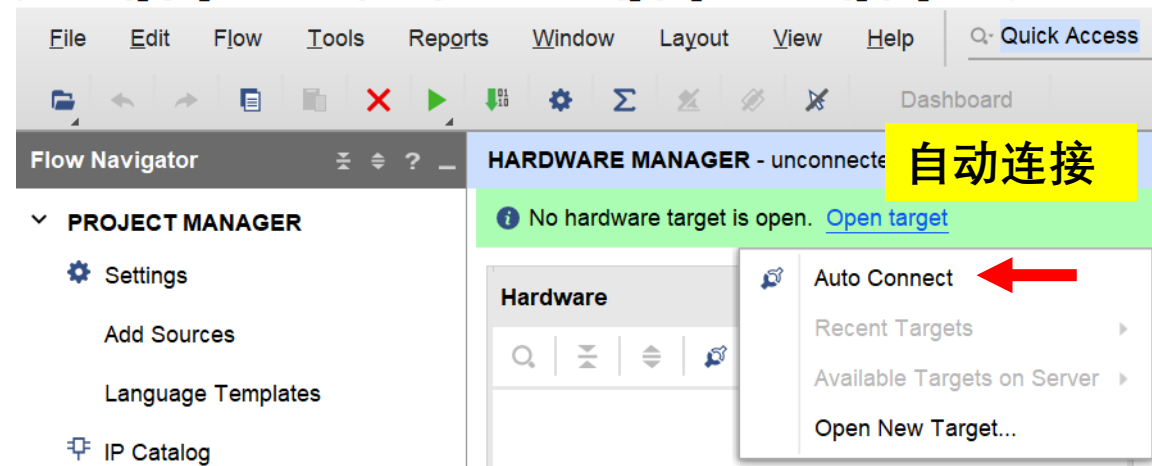 File Edit Flow Tools Reports Window Layout View Help Quick Access
Dashboard
Flow Navigator ? _
HARDWARE MANAGER - unconnecte
自动连接
PROJECT MANAGER
No hardware target is open. Open target
Settings
Auto Connect
Hardware
Add Sources
Recent Targets
Available Targets on Server
Language Templates
Open New Target...
IP Catalog